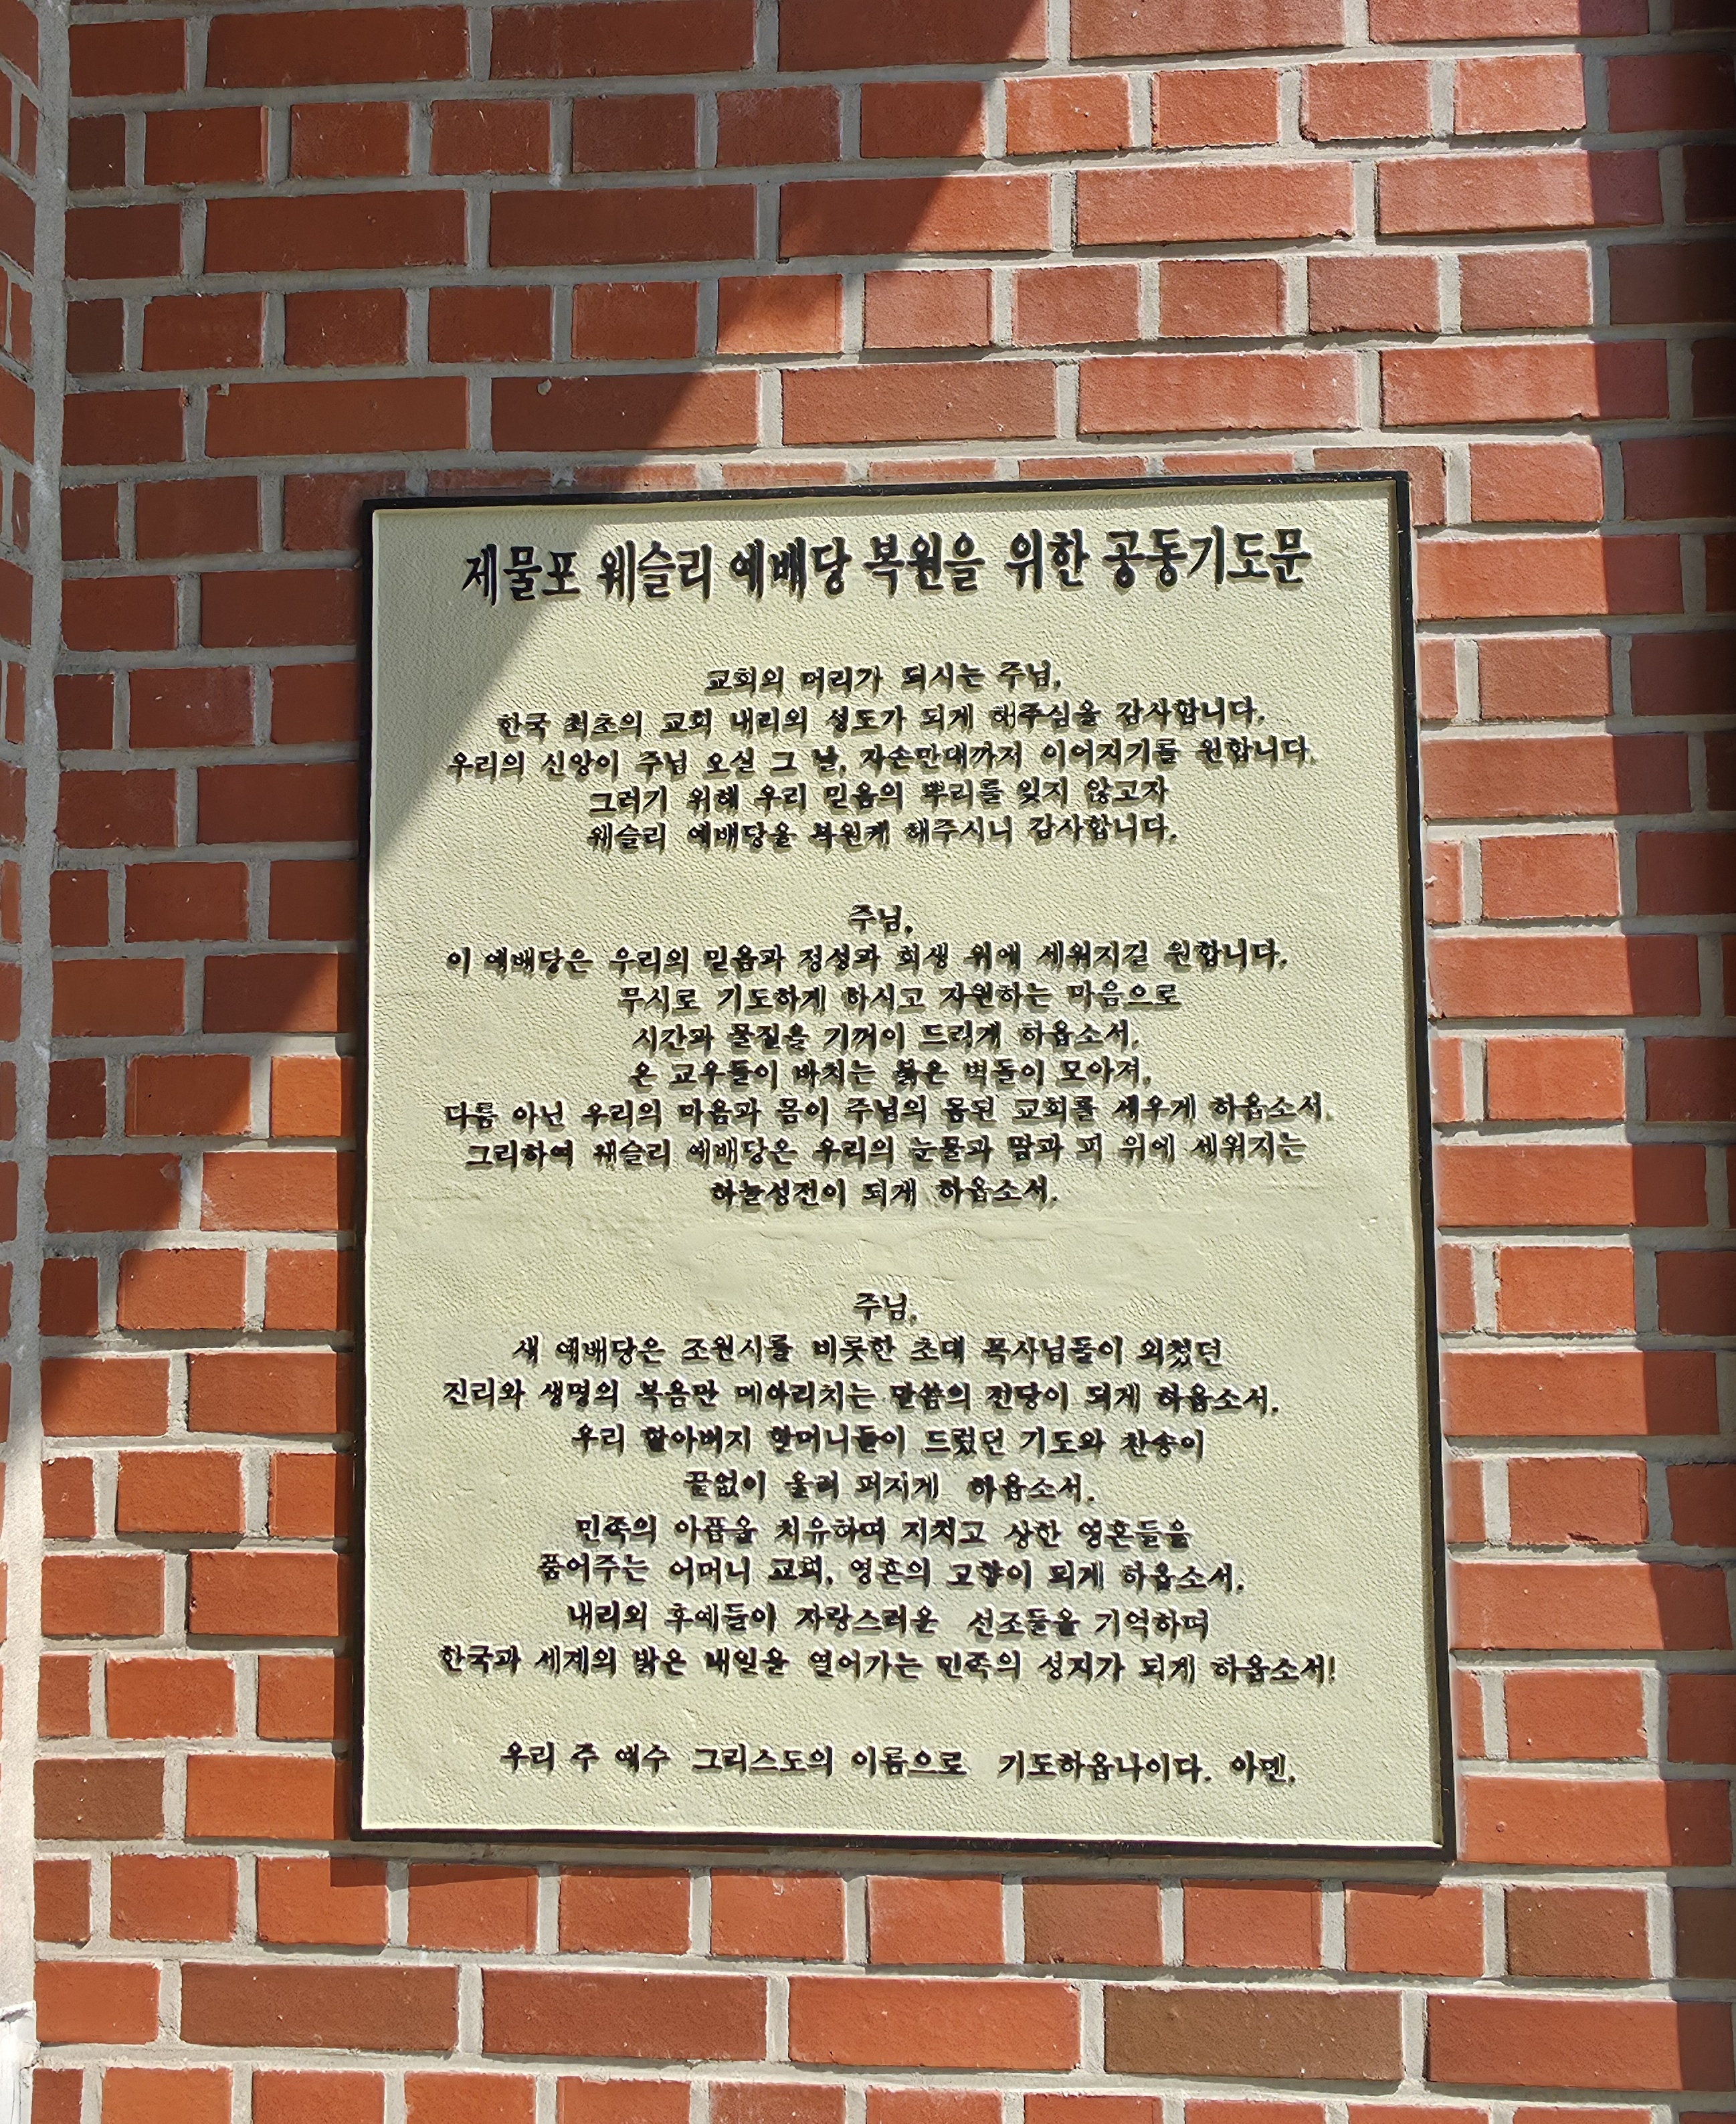 제물포 웨슬리 예배당 복원을 위한 공동기도문
교회의 머리가 되시는 주님,
한국 최초의 교회 내리의 성도가 되게 해주심을 감사합니다.
우리의 신앙이 주님 오실 그 날, 자손만대까지 이어지기를 원합니다.
그러기 위해 우리 믿음의 뿌리를 잊지 않고자
웨슬리 예배당을 복원케 해주시니 감사합니다.
주님,
이 예배당은 우리의 믿음과 정성과 희생 위에 세워지길 원합니다.
무시로 기도하게 하시고 자원하는 마음으로
시간과 물질을 기꺼이 드리게 하옵소서.
온 교우들이 바치는 붉은 벽돌이 모아져,
다름 아닌 우리의 마음과 몸이 주님의 몸된 교회를 세우게 하옵소서.
그리하여 웨슬리 예배당은 우리의 눈물과 땀과 피 위에 세워지는
하늘성전이 되게 하옵소서.
주님,
새 예배당은 조원시를 비롯한 초대 목사님들이 외쳤던
진리와 생명의 복음만 메아리치는 말씀의 전당이 되게 하옵소서.
우리 할아버지 할머니들이 드렸던 기도와 찬송이
끝없이 울려 퍼지게 하옵소서.
민족의 아픔을 치유하며 지치고 상한 영혼들을
품어주는 어머니 교회, 영혼의 고향이 되게 하옵소서.
내리의 후예들이 자랑스러운 선조들을 기억하며
한국과 세계의 밝은 내일을 열어가는 민족의 성지가 되게 하옵소서!
우리 주 예수 그리스도의 이름으로 기도하옵나이다. 아멘.